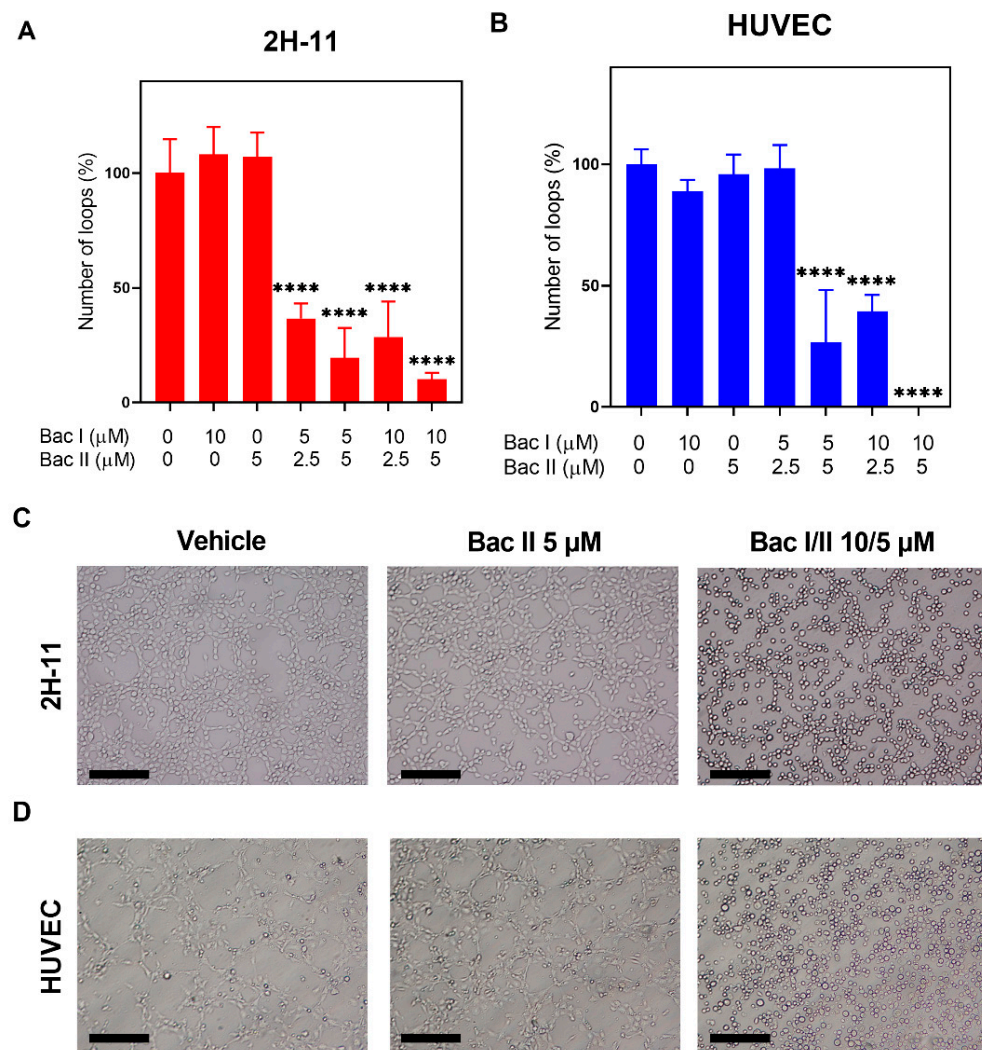 A
2H-11
Number of loops (%)
100
50
0
**** **** **** ****
Bac I (μM) 0 10 0 5 5 10 10
Bac II (μM) 0 0 5 2.5 5 2.5 5
B
HUVEC
Number of loops (%)
100
50
0
**** **** ****
Bac I (μM) 0 10 0 5 5 10 10
Bac II (μM) 0 0 5 2.5 5 2.5 5
C
Vehicle Bac II 5 μM Bac I/II 10/5 μM
2H-11
D
HUVEC